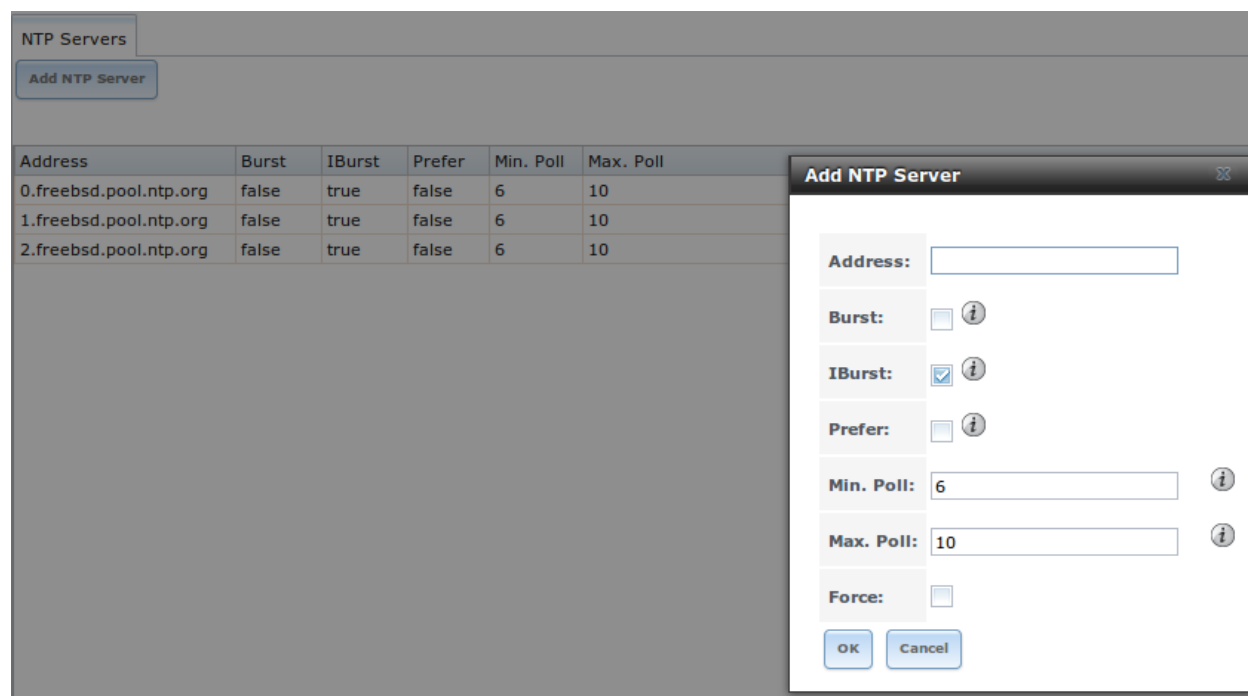 NTP Servers
Add NTP Server
Address Burst IBurst Prefer Min. Poll Max. Poll
0.freebsd.pool.ntp.org false true false 6 10
1.freebsd.pool.ntp.org false true false 6 10
2.freebsd.pool.ntp.org false true false 6 10
Add NTP Server
Address:
Burst:
IBurst:
Prefer:
Min. Poll: 6
Max. Poll: 10
Force:
OK Cancel